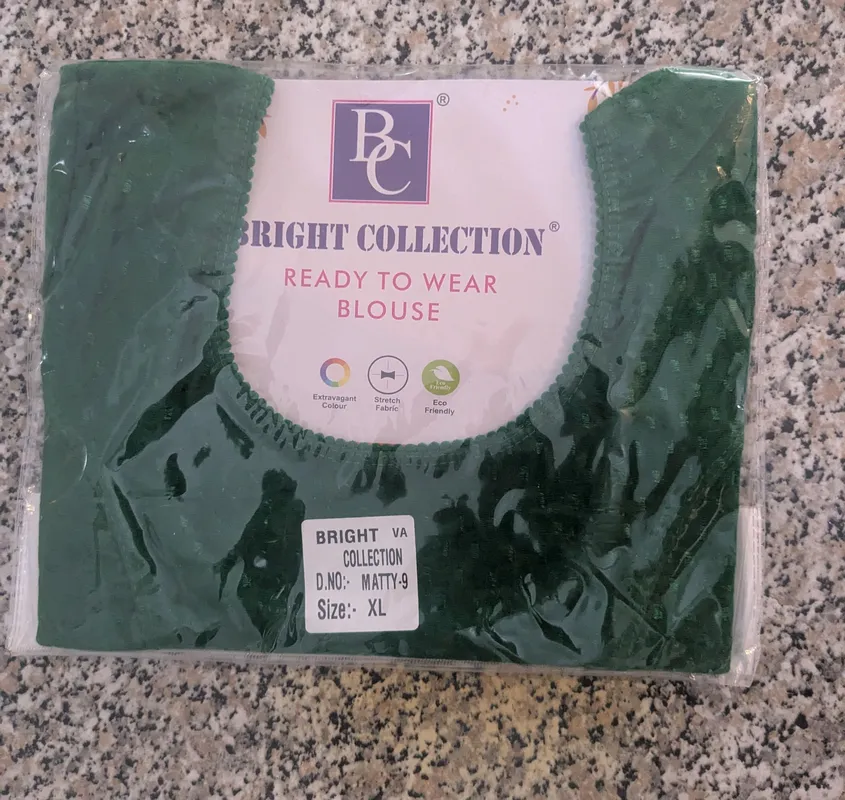 BC ®
BRIGHT COLLECTION ®
READY TO WEAR
BLOUSE
Extravagant
Colour
Stretch
Fabric
Eco
Friendly
Eco
Friendly
BRIGHT VA
COLLECTION
D.NO:- MATTY-9
Size:- XL